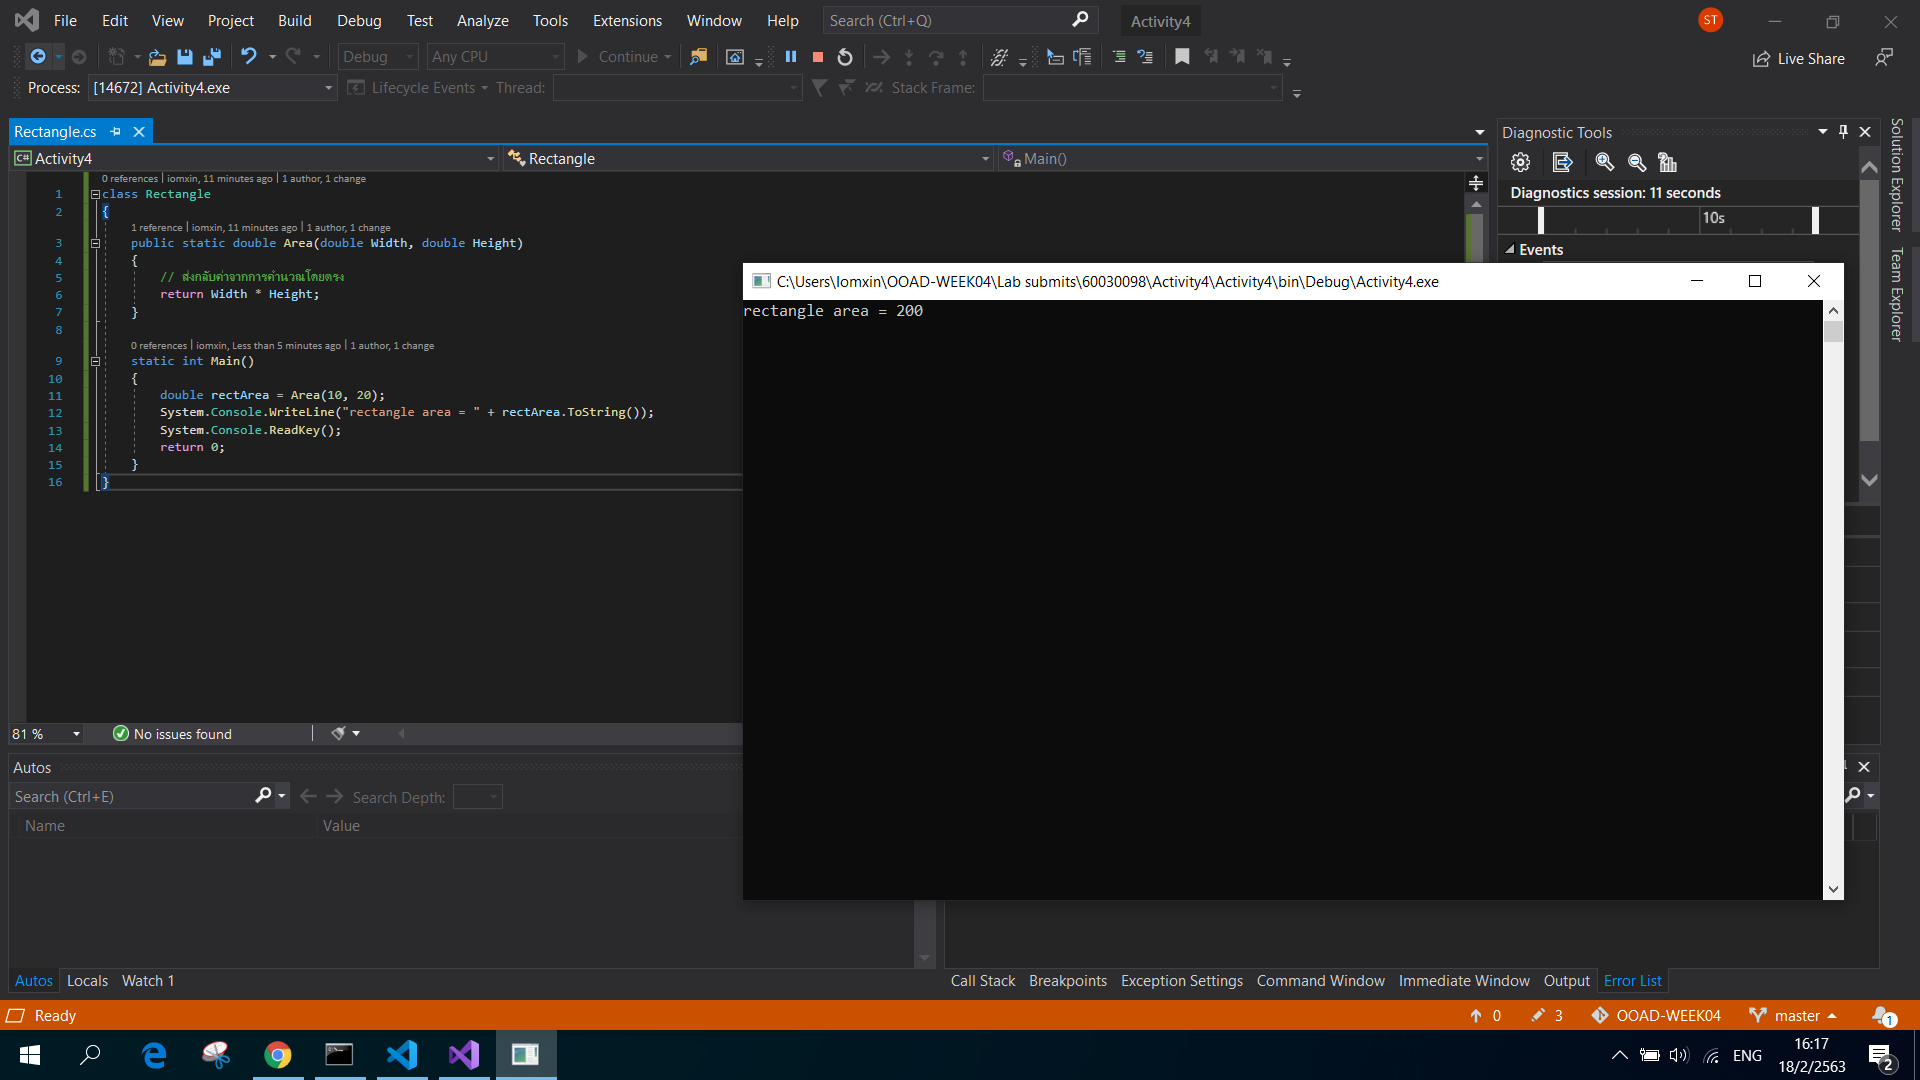 File Edit View Project Build Debug Test Analyze Tools Extensions Window Help Search (Ctrl+Q) Activity4 ST
Debug Any CPU Continue Live Share
Process: [14672] Activity4.exe Lifecycle Events Thread: Stack Frame:
Rectangle.cs
C# Activity4 Rectangle Main()
0 references | iomxin, 11 minutes ago | 1 author, 1 change
1 class Rectangle
2 {
1 reference | iomxin, 11 minutes ago | 1 author, 1 change
3 public static double Area(double Width, double Height)
4 {
5 // ส่งกลับค่าจากการคำนวณโดยตรง
6 return Width * Height;
7 }
8
0 references | iomxin, Less than 5 minutes ago | 1 author, 1 change
9 static int Main()
10 {
11 double rectArea = Area(10, 20);
12 System.Console.WriteLine("rectangle area = " + rectArea.ToString());
13 System.Console.ReadKey();
14 return 0;
15 }
16 }
81 % No issues found
Diagnostic Tools
Diagnostics session: 11 seconds
10s
Events
Solution Explorer
Team Explorer
C:\Users\Iomxin\OOAD-WEEK04\Lab submits\60030098\Activity4\Activity4\bin\Debug\Activity4.exe
rectangle area = 200
Autos
Search (Ctrl+E) Search Depth:
Name Value
Autos Locals Watch 1
Call Stack Breakpoints Exception Settings Command Window Immediate Window Output Error List
Ready 0 3 OOAD-WEEK04 master 1
ENG 16:17
18/2/2563 2